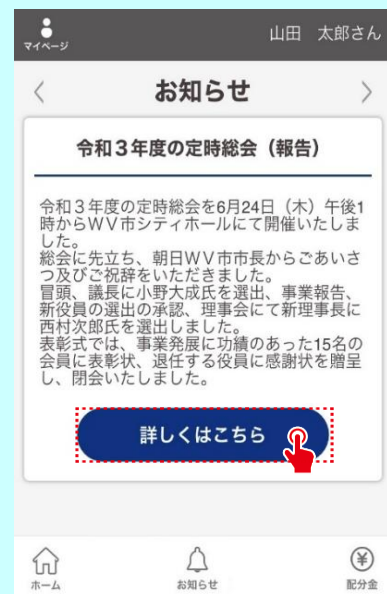 マイページ
山田 太郎さん
お知らせ
令和3年度の定時総会（報告）
令和3年度の定時総会を6月24日（木）午後1
時からWV市シティホールにて開催いたしま
した。
総会に先立ち、朝日WV市市長からごあいさ
つ及びご祝辞をいただきました。
冒頭、議長に小野大成氏を選出、事業報告、
新役員の選出の承認、理事会にて新理事長に
西村次郎氏を選出しました。
表彰式では、事業発展に功績のあった15名の
会員に表彰状、退任する役員に感謝状を贈呈
し、閉会いたしました。
詳しくはこちら
ホーム
お知らせ
配分金